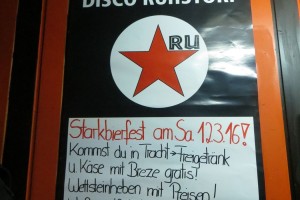 DISCO RUHSTORF
RU
Starkbierfest am Sa. 12.3.16!
Kommst du in Tracht → Freigetränk
u. Käse mit Breze gratis!
Wettsteinheben mit Preisen!